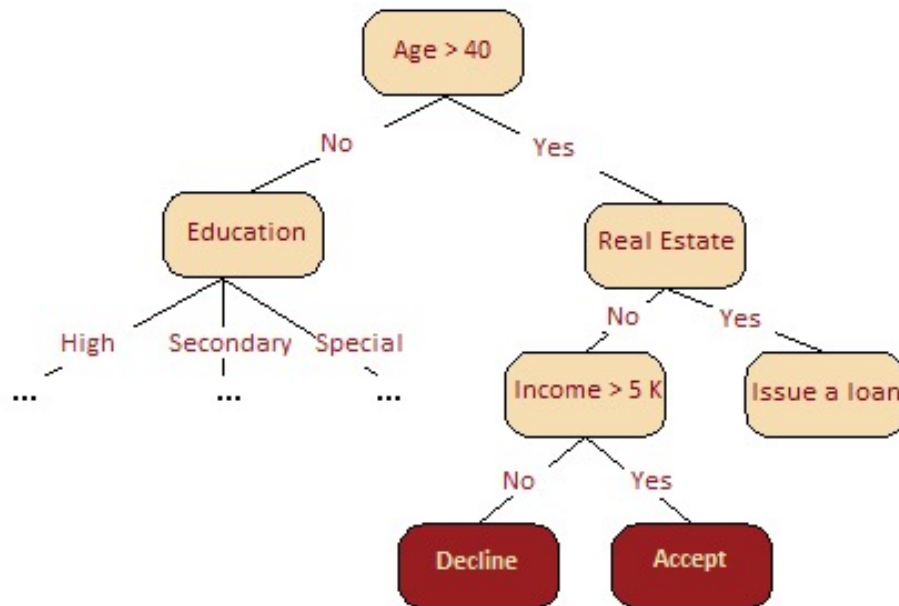 Age > 40
No
Yes
Education
Real Estate
High
Secondary
Special
No
Yes
...
...
...
Income > 5 K
Issue a loan
No
Yes
Decline
Accept